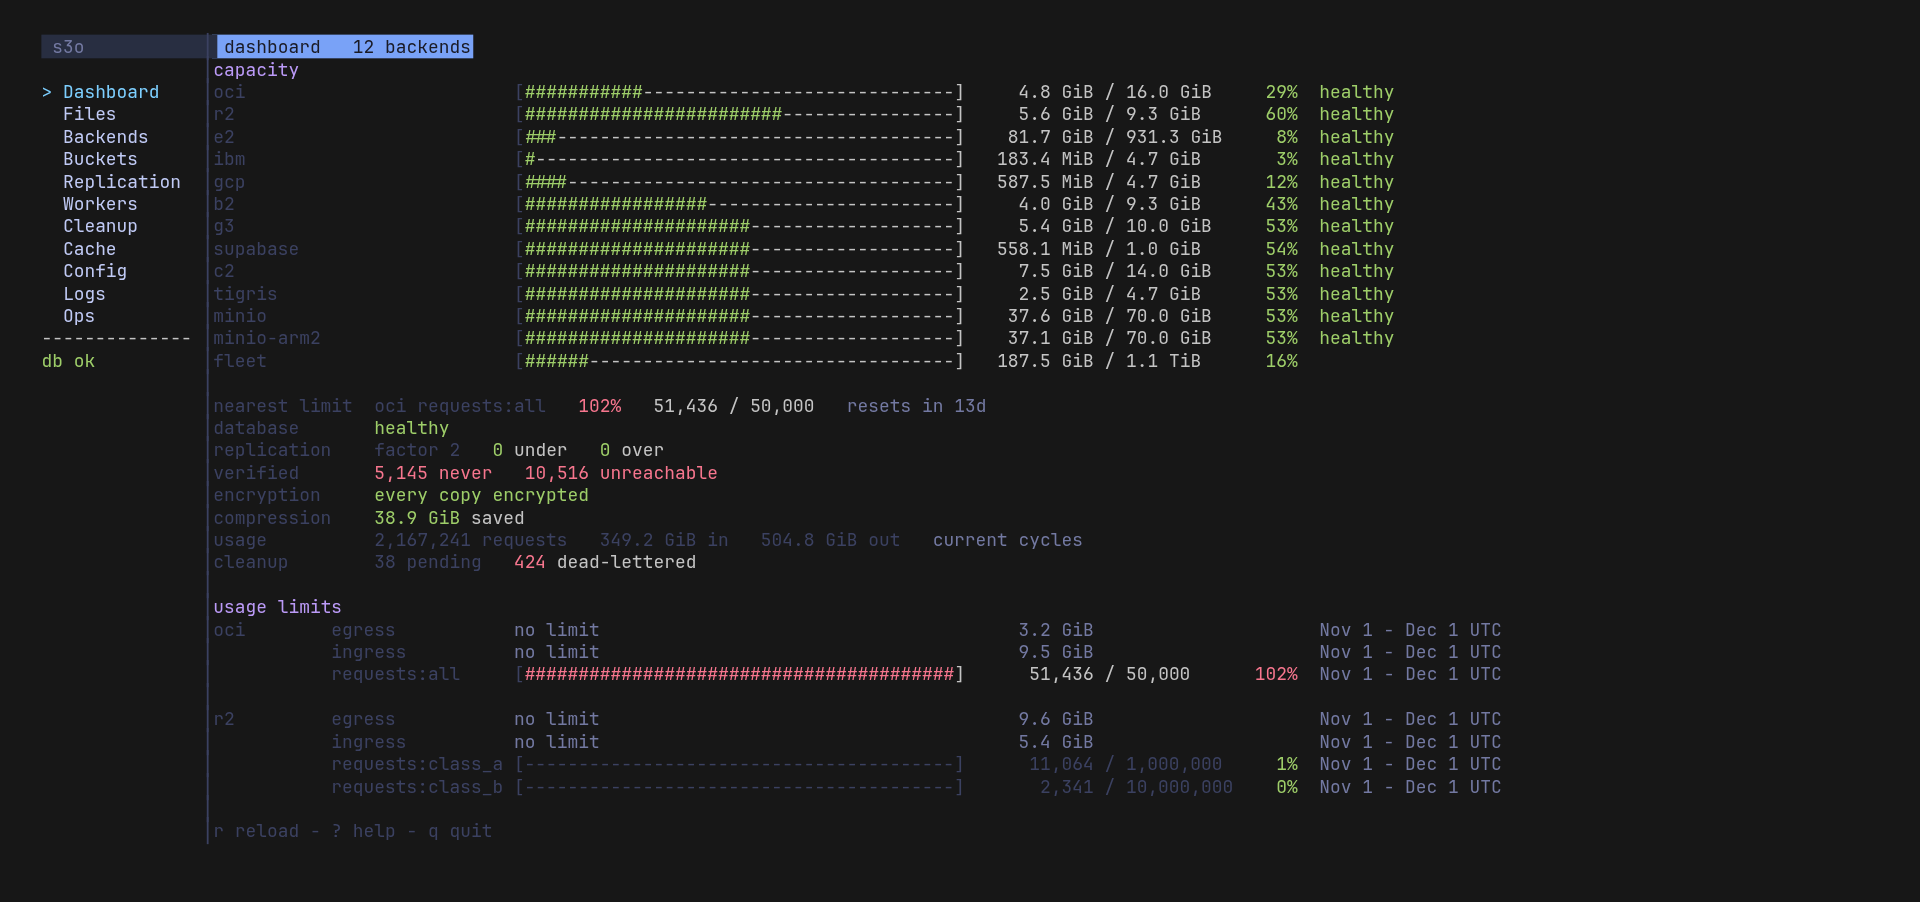 s3o
dashboard   12 backends
> Dashboard
Files
Backends
Buckets
Replication
Workers
Cleanup
Cache
Config
Logs
Ops
--------------
db ok
capacity
oci [###########-----------------------------] 4.8 GiB / 16.0 GiB 29% healthy
r2 [########################----------------] 5.6 GiB / 9.3 GiB 60% healthy
e2 [###-------------------------------------] 81.7 GiB / 931.3 GiB 8% healthy
ibm [#---------------------------------------] 183.4 MiB / 4.7 GiB 3% healthy
gcp [####------------------------------------] 587.5 MiB / 4.7 GiB 12% healthy
b2 [#################-----------------------] 4.0 GiB / 9.3 GiB 43% healthy
g3 [#####################-------------------] 5.4 GiB / 10.0 GiB 53% healthy
supabase [#####################-------------------] 558.1 MiB / 1.0 GiB 54% healthy
c2 [#####################-------------------] 7.5 GiB / 14.0 GiB 53% healthy
tigris [#####################-------------------] 2.5 GiB / 4.7 GiB 53% healthy
minio [#####################-------------------] 37.6 GiB / 70.0 GiB 53% healthy
minio-arm2 [#####################-------------------] 37.1 GiB / 70.0 GiB 53% healthy
fleet [######----------------------------------] 187.5 GiB / 1.1 TiB 16%
nearest limit oci requests:all 102% 51,436 / 50,000 resets in 13d
database healthy
replication factor 2 0 under 0 over
verified 5,145 never 10,516 unreachable
encryption every copy encrypted
compression 38.9 GiB saved
usage 2,167,241 requests 349.2 GiB in 504.8 GiB out current cycles
cleanup 38 pending 424 dead-lettered
usage limits
oci egress no limit 3.2 GiB Nov 1 - Dec 1 UTC
ingress no limit 9.5 GiB Nov 1 - Dec 1 UTC
requests:all [########################################] 51,436 / 50,000 102% Nov 1 - Dec 1 UTC
r2 egress no limit 9.6 GiB Nov 1 - Dec 1 UTC
ingress no limit 5.4 GiB Nov 1 - Dec 1 UTC
requests:class_a [----------------------------------------] 11,064 / 1,000,000 1% Nov 1 - Dec 1 UTC
requests:class_b [----------------------------------------] 2,341 / 10,000,000 0% Nov 1 - Dec 1 UTC
r reload - ? help - q quit